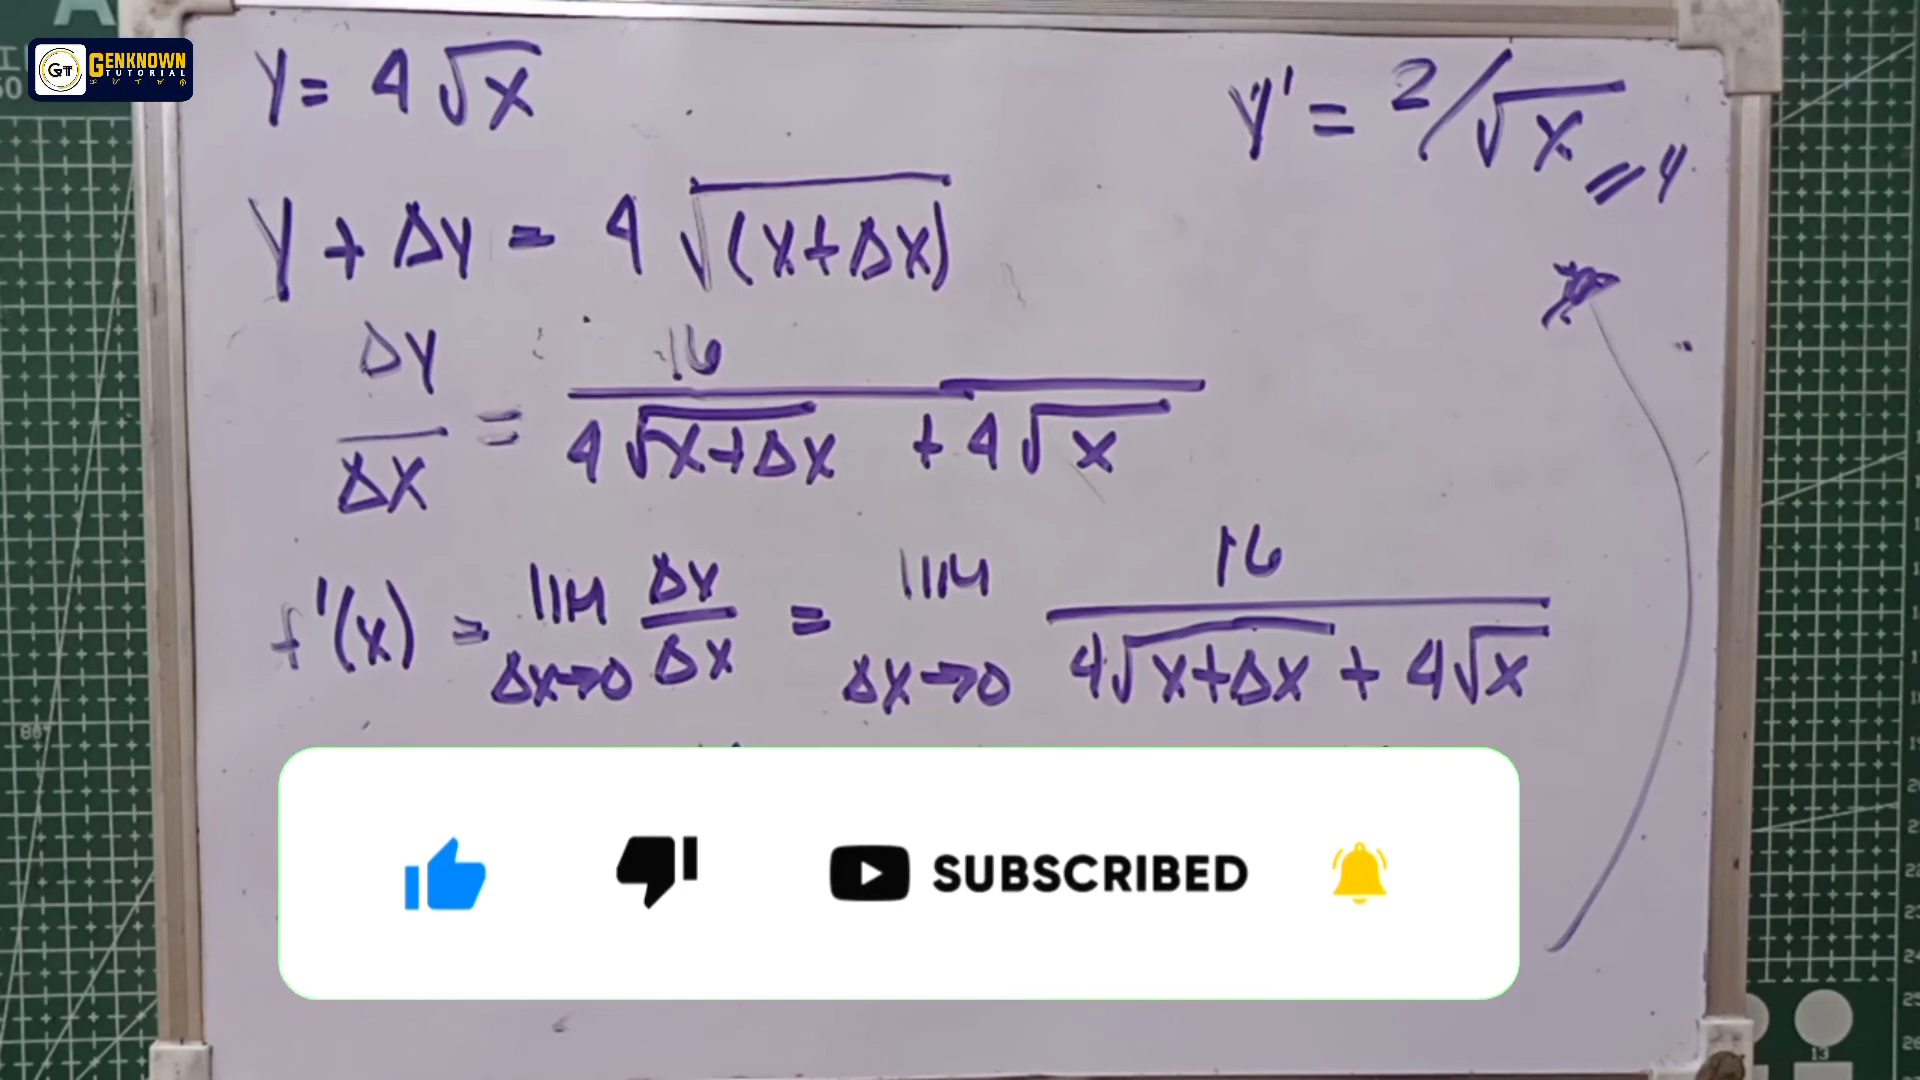 GT GENKNOWN
TUTORIAL
y = 4√x
y' = 2/√x
y + Δy = 4√(x+Δx)
Δy/Δx = 16/(4√x+Δx + 4√x)
f'(x) = lim Δx→0 Δy/Δx = lim Δx→0 16/(4√x+Δx + 4√x)
SUBSCRIBED